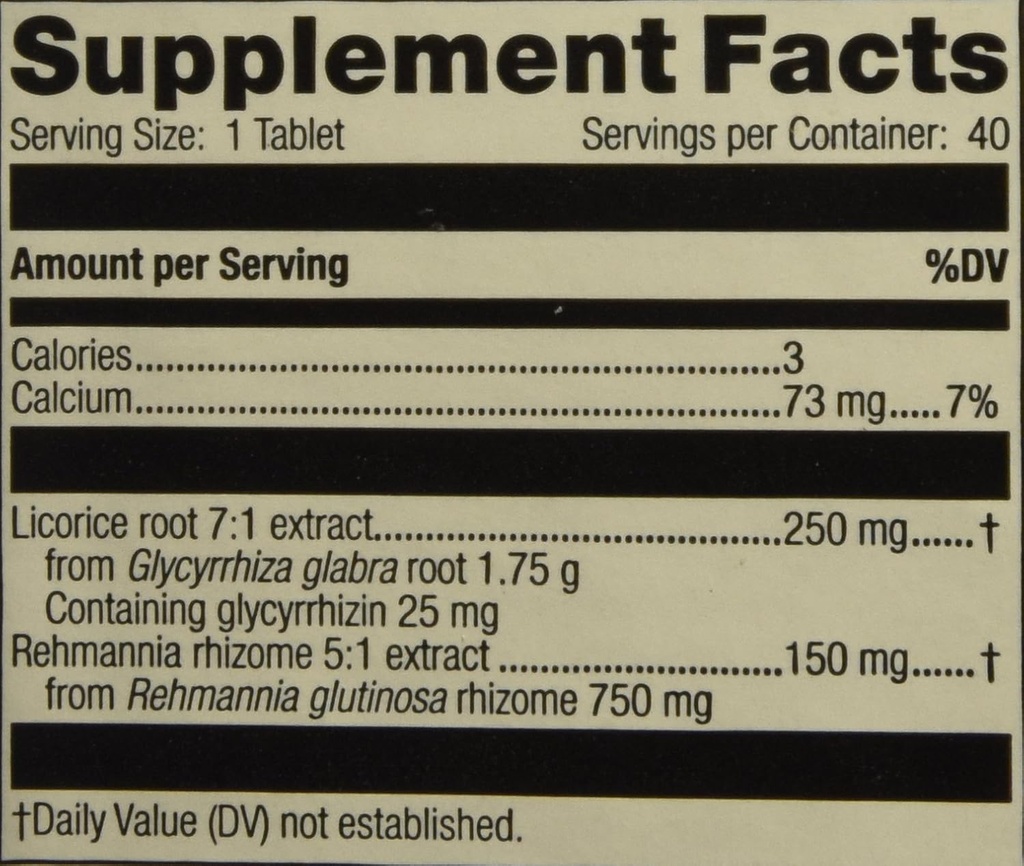 Supplement Facts
Serving Size: 1 Tablet Servings per Container: 40
Amount per Serving %DV
Calories.................................................................3
Calcium.................................................................73 mg.....7%
Licorice root 7:1 extract........................................250 mg......†
from Glycyrrhiza glabra root 1.75 g
Containing glycyrrhizin 25 mg
Rehmannia rhizome 5:1 extract ............................150 mg......†
from Rehmannia glutinosa rhizome 750 mg
†Daily Value (DV) not established.